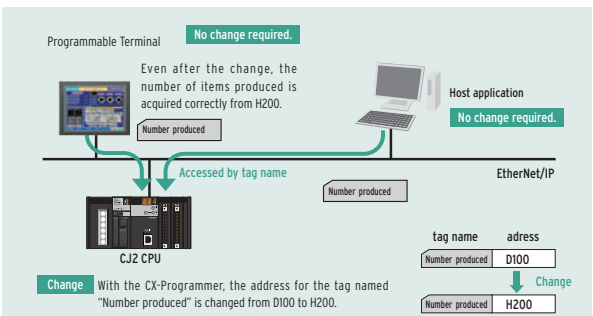 Programmable Terminal
No change required.
Even after the change, the
number of items produced is
acquired correctly from H200.
Number produced
Host application
No change required.
Accessed by tag name
EtherNet/IP
Number produced
CJ2 CPU
tag name adress
Number produced D100
Change
Number produced H200
Change With the CX-Programmer, the address for the tag named
“Number produced” is changed from D100 to H200.